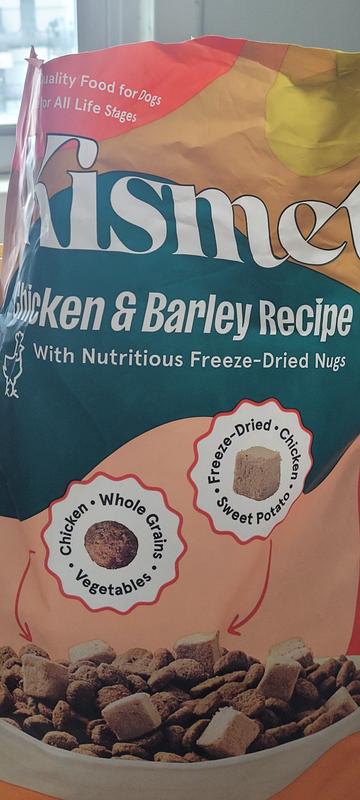 uality Food for Dogs
for All Life Stages
Kismet
Chicken & Barley Recipe
With Nutritious Freeze-Dried Nugs
Freeze-Dried • Chicken •
Sweet Potato •
Chicken • Whole Grains
• Vegetables •